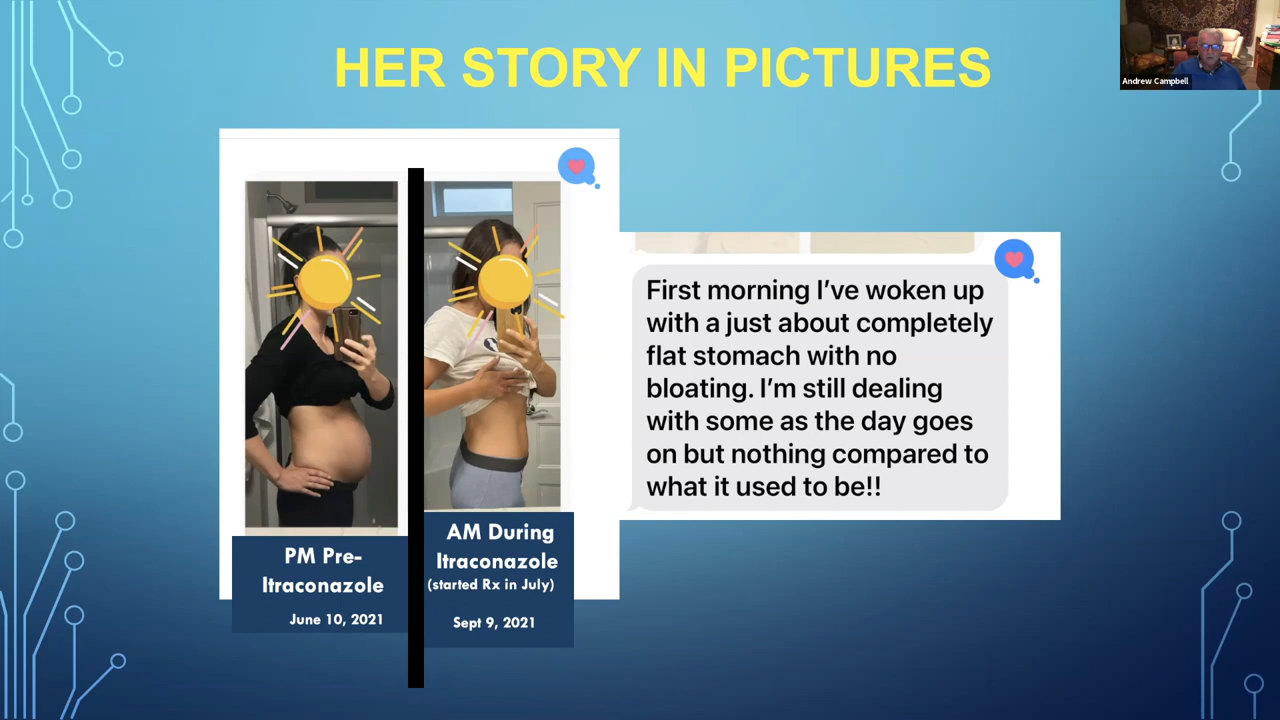 HER STORY IN PICTURES
Andrew Campbell
PM Pre-
Itraconazole
June 10, 2021
AM During
Itraconazole
(started Rx in July)
Sept 9, 2021
First morning I’ve woken up
with a just about completely
flat stomach with no
bloating. I’m still dealing
with some as the day goes
on but nothing compared to
what it used to be!!